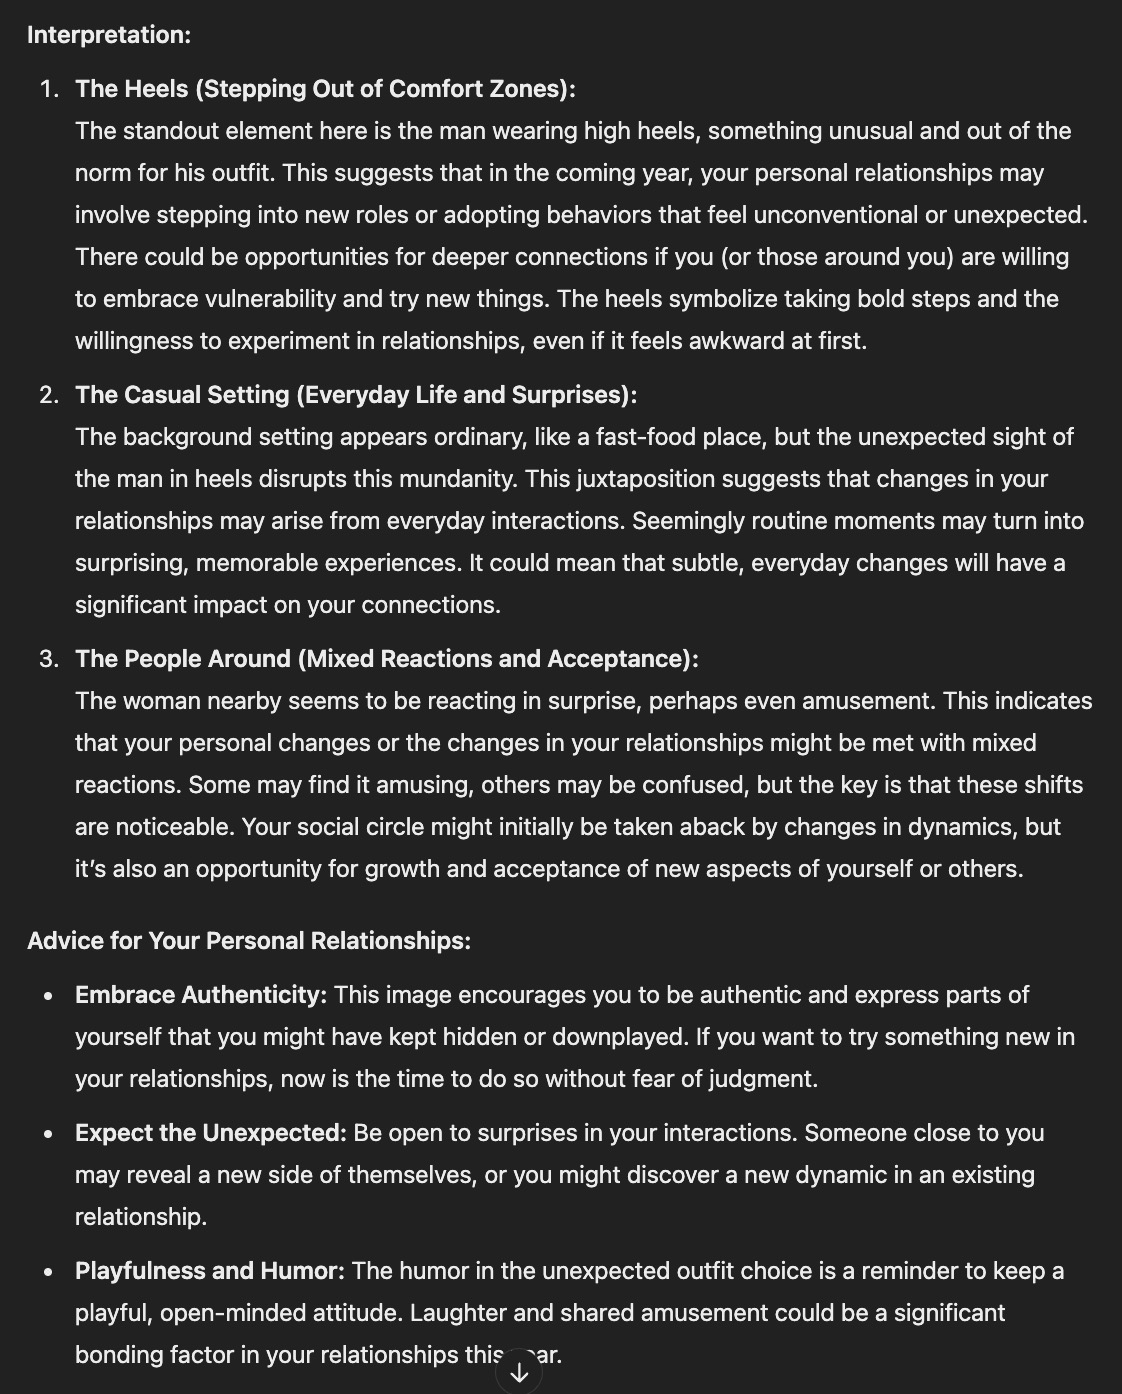 Interpretation:
1. The Heels (Stepping Out of Comfort Zones):
The standout element here is the man wearing high heels, something unusual and out of the
norm for his outfit. This suggests that in the coming year, your personal relationships may
involve stepping into new roles or adopting behaviors that feel unconventional or unexpected.
There could be opportunities for deeper connections if you (or those around you) are willing
to embrace vulnerability and try new things. The heels symbolize taking bold steps and the
willingness to experiment in relationships, even if it feels awkward at first.
2. The Casual Setting (Everyday Life and Surprises):
The background setting appears ordinary, like a fast-food place, but the unexpected sight of
the man in heels disrupts this mundanity. This juxtaposition suggests that changes in your
relationships may arise from everyday interactions. Seemingly routine moments may turn into
surprising, memorable experiences. It could mean that subtle, everyday changes will have a
significant impact on your connections.
3. The People Around (Mixed Reactions and Acceptance):
The woman nearby seems to be reacting in surprise, perhaps even amusement. This indicates
that your personal changes or the changes in your relationships might be met with mixed
reactions. Some may find it amusing, others may be confused, but the key is that these shifts
are noticeable. Your social circle might initially be taken aback by changes in dynamics, but
it's also an opportunity for growth and acceptance of new aspects of yourself or others.
Advice for Your Personal Relationships:
• Embrace Authenticity: This image encourages you to be authentic and express parts of
yourself that you might have kept hidden or downplayed. If you want to try something new in
your relationships, now is the time to do so without fear of judgment.
• Expect the Unexpected: Be open to surprises in your interactions. Someone close to you
may reveal a new side of themselves, or you might discover a new dynamic in an existing
relationship.
• Playfulness and Humor: The humor in the unexpected outfit choice is a reminder to keep a
playful, open-minded attitude. Laughter and shared amusement could be a significant
bonding factor in your relationships this